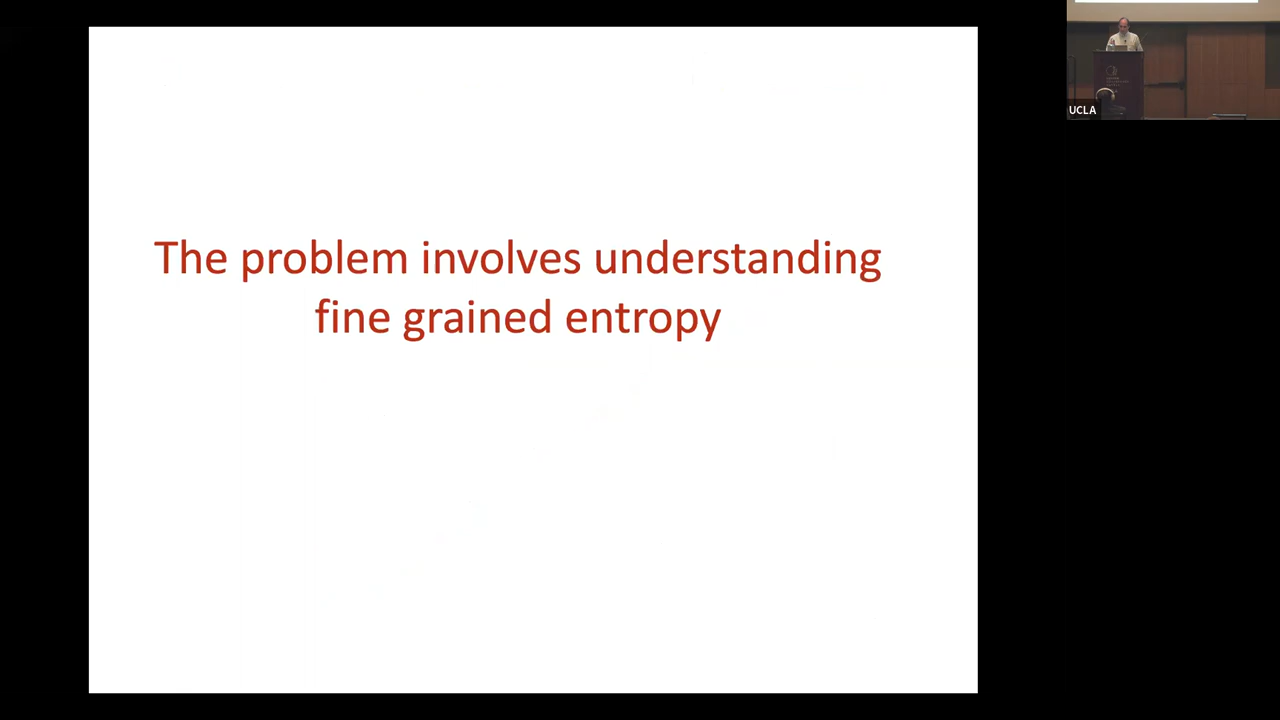 The problem involves understanding
fine grained entropy
UCLA